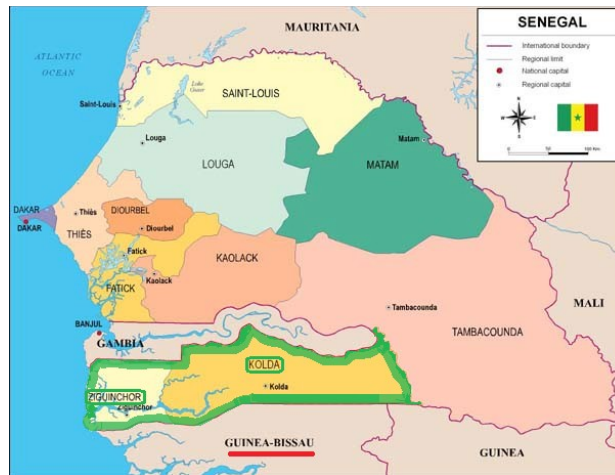 MAURITANIA
SENEGAL
International boundary
Regional limit
National capital
Regional capital
ATLANTIC
OCEAN
Saint-Louis
SAINT-LOUIS
Louga
LOUGA
Matam
MATAM
DAKAR
DAKAR
Thiès
THIÈS
DIOURBEL
Diourbel
Fatick
FATICK
Kaolack
KAOLACK
Tambacounda
TAMBACOUNDA
MALI
BANJUL
GAMBIA
ZIGUINCHOR
Ziguinchor
KOLDA
Kolda
GUINEA-BISSAU
GUINEA